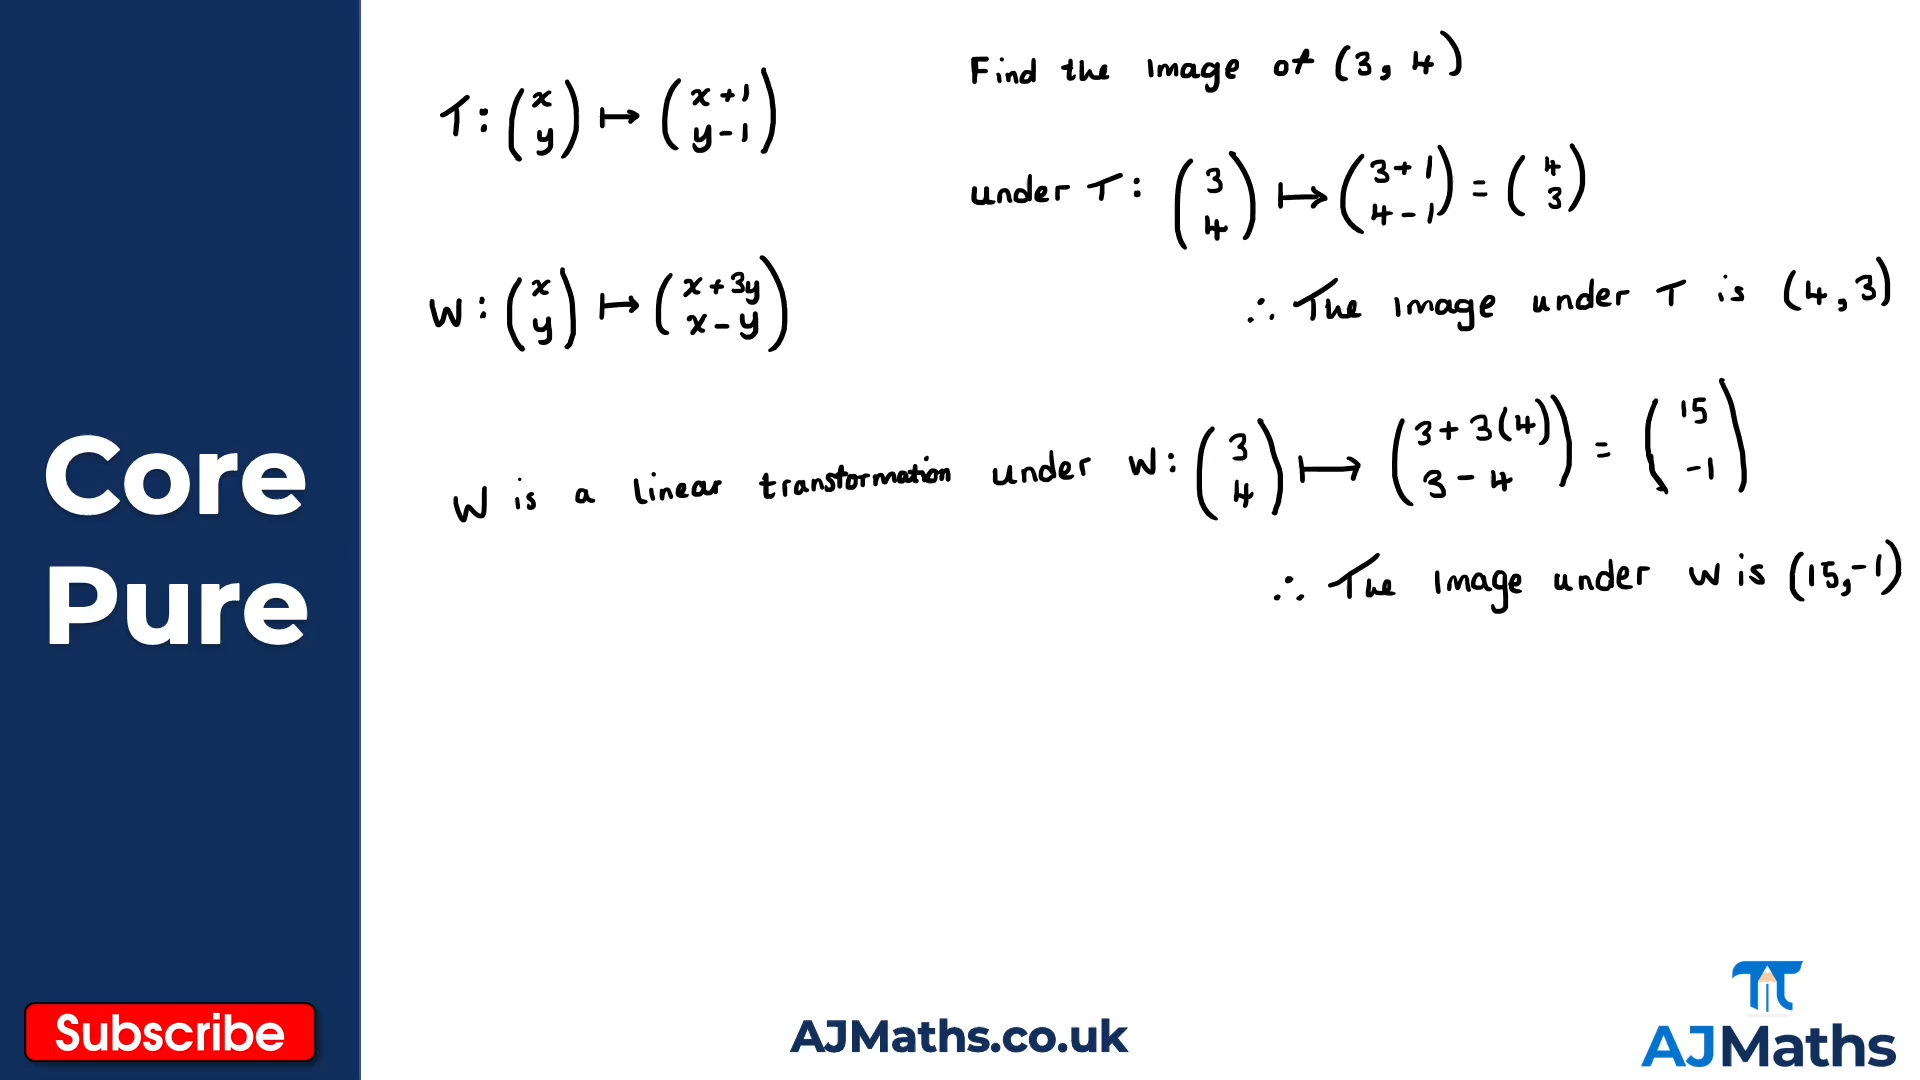 Core
Pure
Subscribe
T: (x y) ↦ (x + 1 y - 1)
W: (x y) ↦ (x + 3y x - y)
W is a linear transformation
Find the image of (3, 4)
under T: (3 4) ↦ (3 + 1 4 - 1) = (4 3)
∴ The image under T is (4, 3)
under W: (3 4) ↦ (3 + 3(4) 3 - 4) = (15 -1)
∴ The image under W is (15, -1)
AJMaths.co.uk
AJMaths